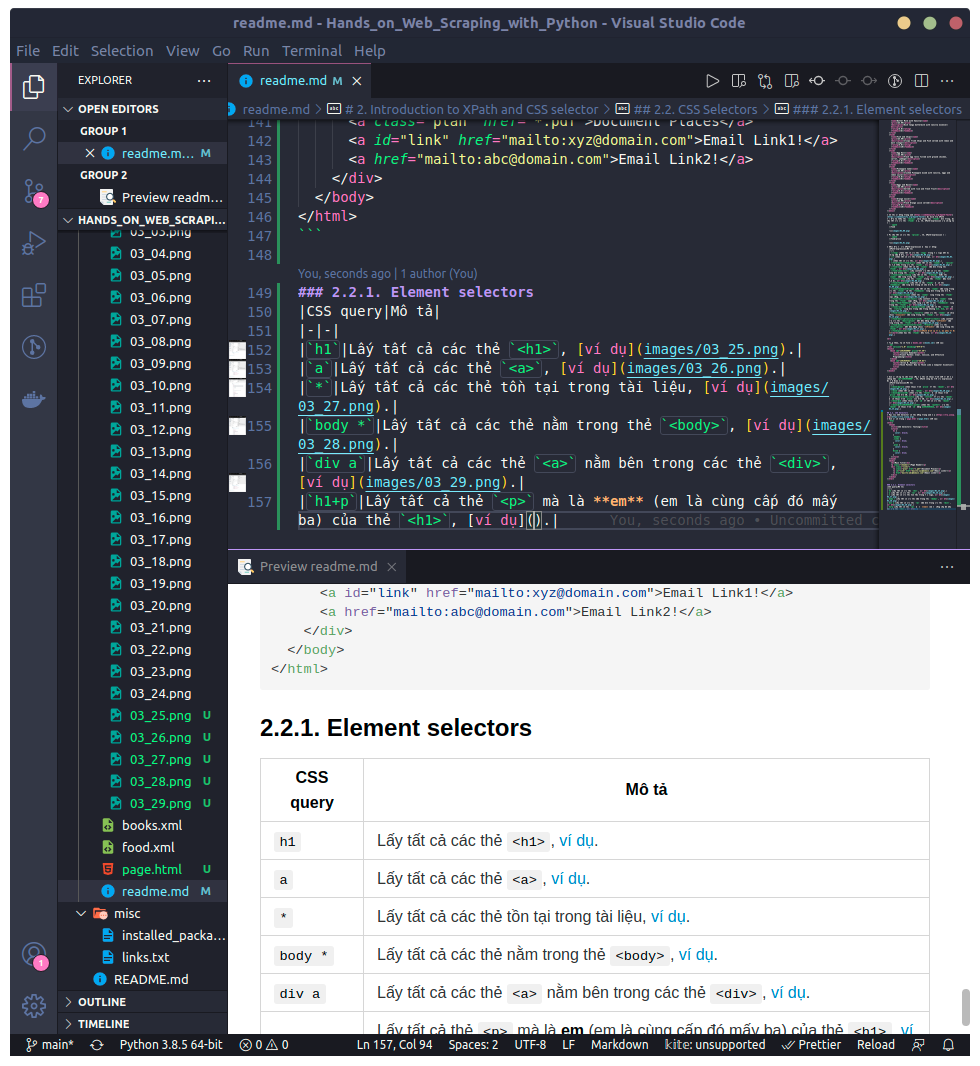 readme.md - Hands_on_Web_Scraping_with_Python - Visual Studio Code
File Edit Selection View Go Run Terminal Help
EXPLORER ···
readme.md M
readme.md > # 2. Introduction to XPath and CSS selector > ## 2.2. CSS Selectors > ### 2.2.1. Element selectors
OPEN EDITORS
GROUP 1
readme.m... M
GROUP 2
Preview readm...
HANDS_ON_WEB_SCRAPI...
03_03.png
03_04.png
03_05.png
03_06.png
03_07.png
03_08.png
03_09.png
03_10.png
03_11.png
03_12.png
03_13.png
03_14.png
03_15.png
03_16.png
03_17.png
03_18.png
03_19.png
03_20.png
03_21.png
03_22.png
03_23.png
03_24.png
03_25.png U
03_26.png U
03_27.png U
03_28.png U
03_29.png U
books.xml
food.xml
page.html U
readme.md M
misc
installed_packa...
links.txt
README.md
OUTLINE
TIMELINE
7
1
141 <a class="plan" href="*.pdf">Document Places</a>
142 <a id="link" href="mailto:xyz@domain.com">Email Link1!</a>
143 <a href="mailto:abc@domain.com">Email Link2!</a>
144 </div>
145 </body>
146 </html>
147 ```
148
You, seconds ago | 1 author (You)
149 ### 2.2.1. Element selectors
150 |CSS query|Mô tả|
151 |-|-|
152 |`h1`|Lấy tất cả các thẻ `<h1>`, [ví dụ](images/03_25.png).|
153 |`a`|Lấy tất cả các thẻ `<a>`, [ví dụ](images/03_26.png).|
154 |`*`|Lấy tất cả các thẻ tồn tại trong tài liệu, [ví dụ](images/
03_27.png).|
155 |`body *`|Lấy tất cả các thẻ nằm trong thẻ `<body>`, [ví dụ](images/
03_28.png).|
156 |`div a`|Lấy tất cả các thẻ `<a>` nằm bên trong các thẻ `<div>`,
[ví dụ](images/03_29.png).|
157 |`h1+p`|Lấy tất cả thẻ `<p>` mà là **em** (em là cùng cấp đó mấy
ba) của thẻ `<h1>`, [ví dụ]().| You, seconds ago • Uncommitted c
Preview readme.md ···
<a id="link" href="mailto:xyz@domain.com">Email Link1!</a>
<a href="mailto:abc@domain.com">Email Link2!</a>
</div>
</body>
</html>
2.2.1. Element selectors
CSS
query
Mô tả
h1 Lấy tất cả các thẻ <h1>, ví dụ.
a Lấy tất cả các thẻ <a>, ví dụ.
* Lấy tất cả các thẻ tồn tại trong tài liệu, ví dụ.
body * Lấy tất cả các thẻ nằm trong thẻ <body>, ví dụ.
div a Lấy tất cả các thẻ <a> nằm bên trong các thẻ <div>, ví dụ.
Lấy tất cả thẻ <p> mà là em (em là cùng cấp đó mấy ba) của thẻ <h1>, ví
main* Python 3.8.5 64-bit 0 0 Ln 157, Col 94 Spaces: 2 UTF-8 LF Markdown kite: unsupported Prettier Reload